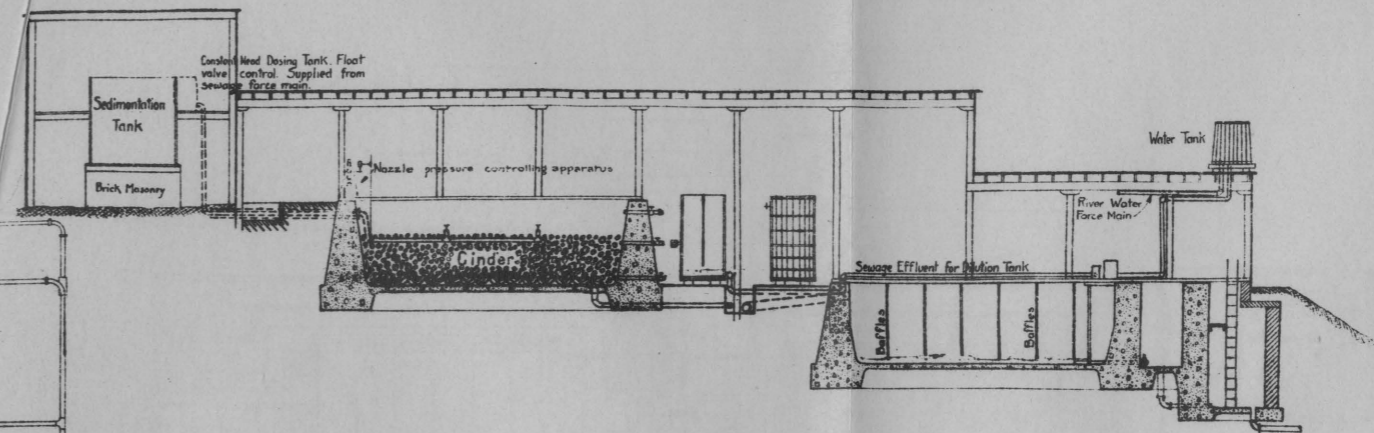 Constant Head Dosing Tank. Float
valve control. Supplied from
sewage force main.
Sedimentation
Tank
Brick Masonry
Nozzle pressure controlling apparatus
Cinder
Water Tank
River Water
Force Main
Sewage Effluent for Dilution Tank
Baffles
Baffles